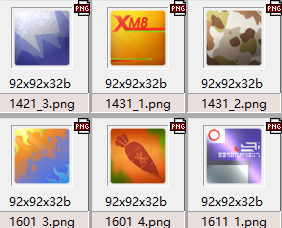 PNG PNG PNG
XM8
92x92x32b 92x92x32b 92x92x32b
1421_3.png 1431_1.png 1431_2.png
PNG PNG PNG
92x92x32b 92x92x32b 92x92x32b
1601_3.png 1601_4.png 1611_1.png